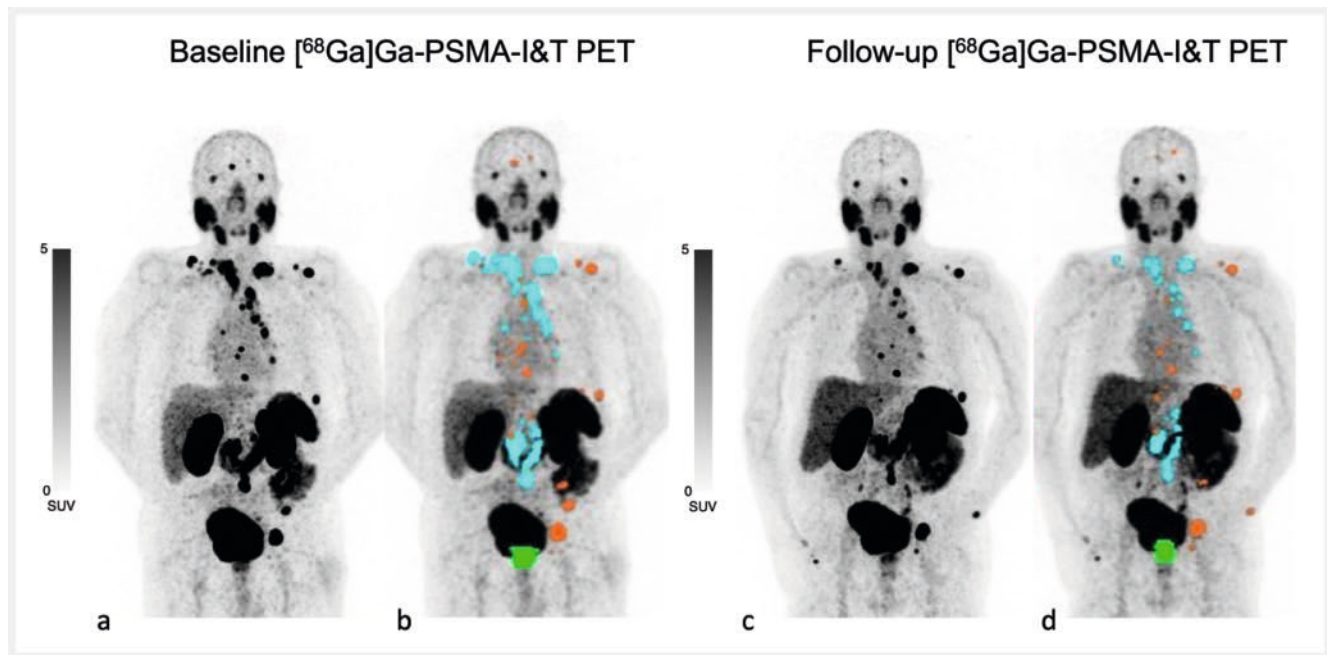 Baseline [⁶⁸Ga]Ga-PSMA-I&T PET
Follow-up [⁶⁸Ga]Ga-PSMA-I&T PET
5
0
SUV
5
0
SUV
a
b
c
d